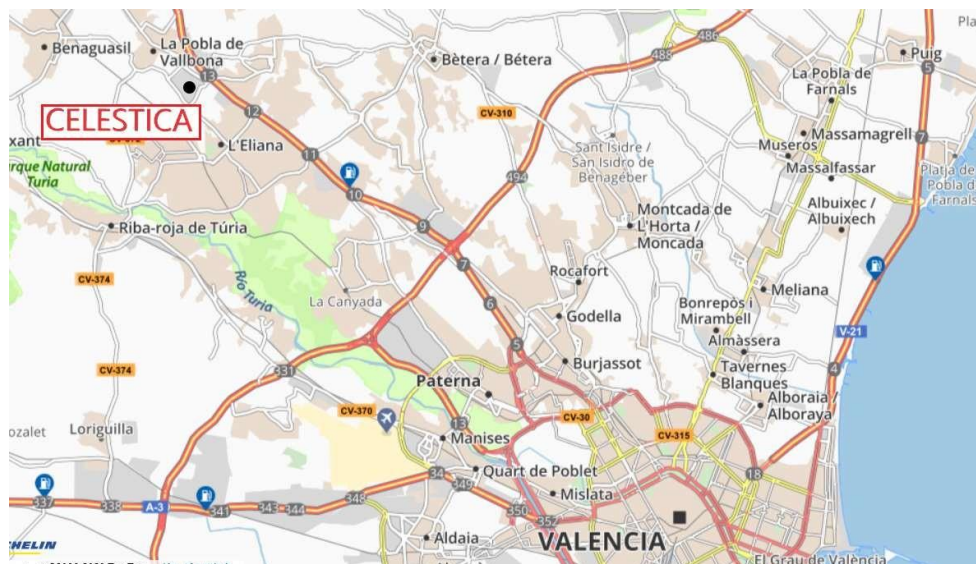 486
488
Puig
Benaguasil
La Pobla de
Vallbona
Bètera / Bétera
5
13
La Pobla de
Farnals
CELESTICA
12
CV-310
7
Massamagrell
L'Eliana
11
Sant Isidre /
San Isidro de
Benagéber
Museros
Massalfassar
Parque Natural
Turia
494
10
Albuixec /
Albuixech
Riba-roja de Túria
9
Montcada de
L'Horta /
Moncada
7
Rocafort
CV-374
Río Turia
La Canyada
6
Meliana
Godella
Bonrepòs i
Mirambell
V-21
5
Almàssera
331
Burjassot
CV-374
4
Paterna
Tavernes
Blanques
Alboraia /
Alboraya
CV-370
CV-30
Loriguilla
13
CV-315
Manises
34
Quart de Poblet
18
337
338
A-3
341
343
344
348
349
Mislata
350
352
VALENCIA
Aldaia
El Grau de València